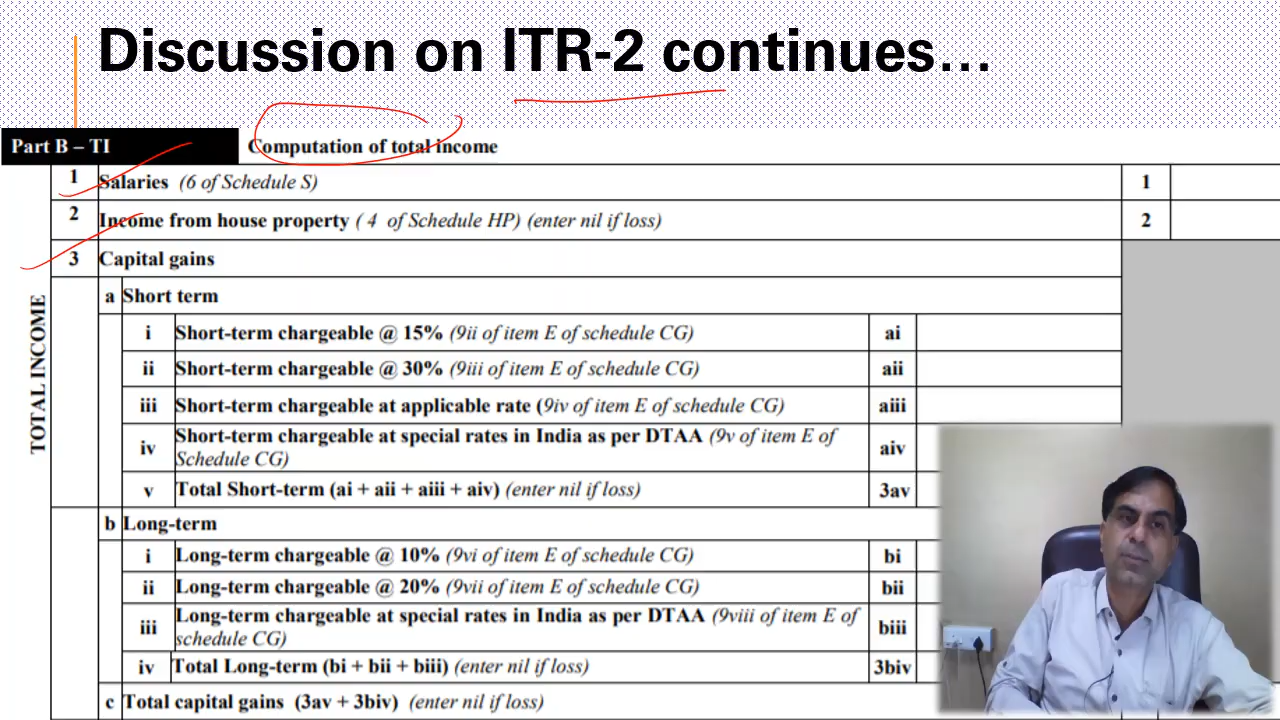 Discussion on ITR-2 continues…
Part B – TI Computation of total income
TOTAL INCOME
1 Salaries (6 of Schedule S) 1
2 Income from house property ( 4 of Schedule HP) (enter nil if loss) 2
3 Capital gains
a Short term
i Short-term chargeable @ 15% (9ii of item E of schedule CG) ai
ii Short-term chargeable @ 30% (9iii of item E of schedule CG) aii
iii Short-term chargeable at applicable rate (9iv of item E of schedule CG) aiii
iv Short-term chargeable at special rates in India as per DTAA (9v of item E of
Schedule CG) aiv
v Total Short-term (ai + aii + aiii + aiv) (enter nil if loss) 3av
b Long-term
i Long-term chargeable @ 10% (9vi of item E of schedule CG) bi
ii Long-term chargeable @ 20% (9vii of item E of schedule CG) bii
iii Long-term chargeable at special rates in India as per DTAA (9viii of item E of
schedule CG) biii
iv Total Long-term (bi + bii + biii) (enter nil if loss) 3biv
c Total capital gains (3av + 3biv) (enter nil if loss)